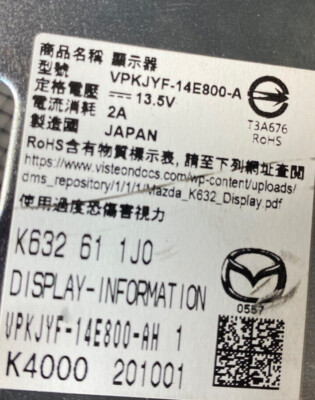 商品名稱 顯示器
型號 VPKJYF-14E800-A
定格電壓 13.5V
電流消耗 2A
製造國 JAPAN
T3A676
RoHS
RoHS含有物質標示表, 請至下列網址查閱
https://www.visteondocs.com/wp-content/uploads/
dms_repository/1/1/1/Mazda_K632_Display.pdf
使用過度恐傷害視力
K632 61 1J0
DISPLAY-INFORMATION
0557
VPKJYF-14E800-AH 1
K4000 201001